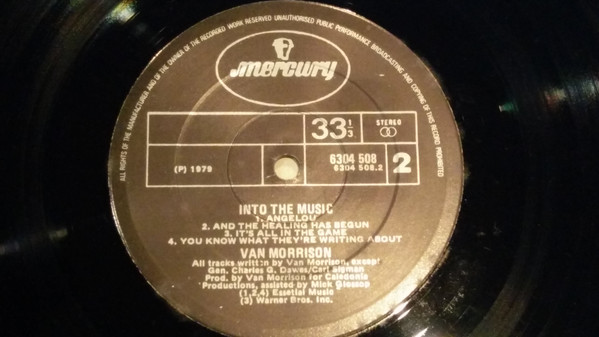 ALL RIGHTS OF THE MANUFACTURER AND OF THE OWNER OF THE RECORDED WORK RESERVED UNAUTHORISED PUBLIC PERFORMANCE BROADCASTING AND COPYING OF THIS RECORD PROHIBITED
mercury
33 1/3
STEREO
(P) 1979
6304 508
6304 508.2
2
INTO THE MUSIC
1. ANGELOU
2. AND THE HEALING HAS BEGUN
3. IT'S ALL IN THE GAME
4. YOU KNOW WHAT THEY'RE WRITING ABOUT
VAN MORRISON
All tracks written by Van Morrison, except
Gen. Charles G. Dawes/Carl Sigman
Prod. by Van Morrison for Caledonia
Productions, assisted by Mick Glossop
(1,2,4) Essetial Music
(3) Warner Bros. Inc.